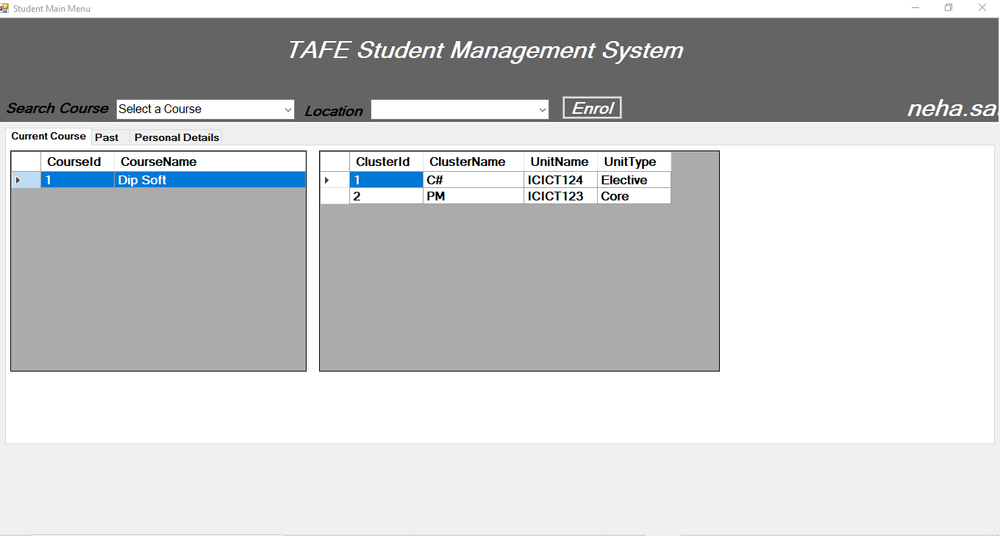 Student Main Menu
TAFE Student Management System
Search Course Select a Course Location Enrol neha.sa
Current Course Past Personal Details
CourseId CourseName ClusterId ClusterName UnitName UnitType
1 Dip Soft 1 C# ICICT124 Elective
2 PM ICICT123 Core